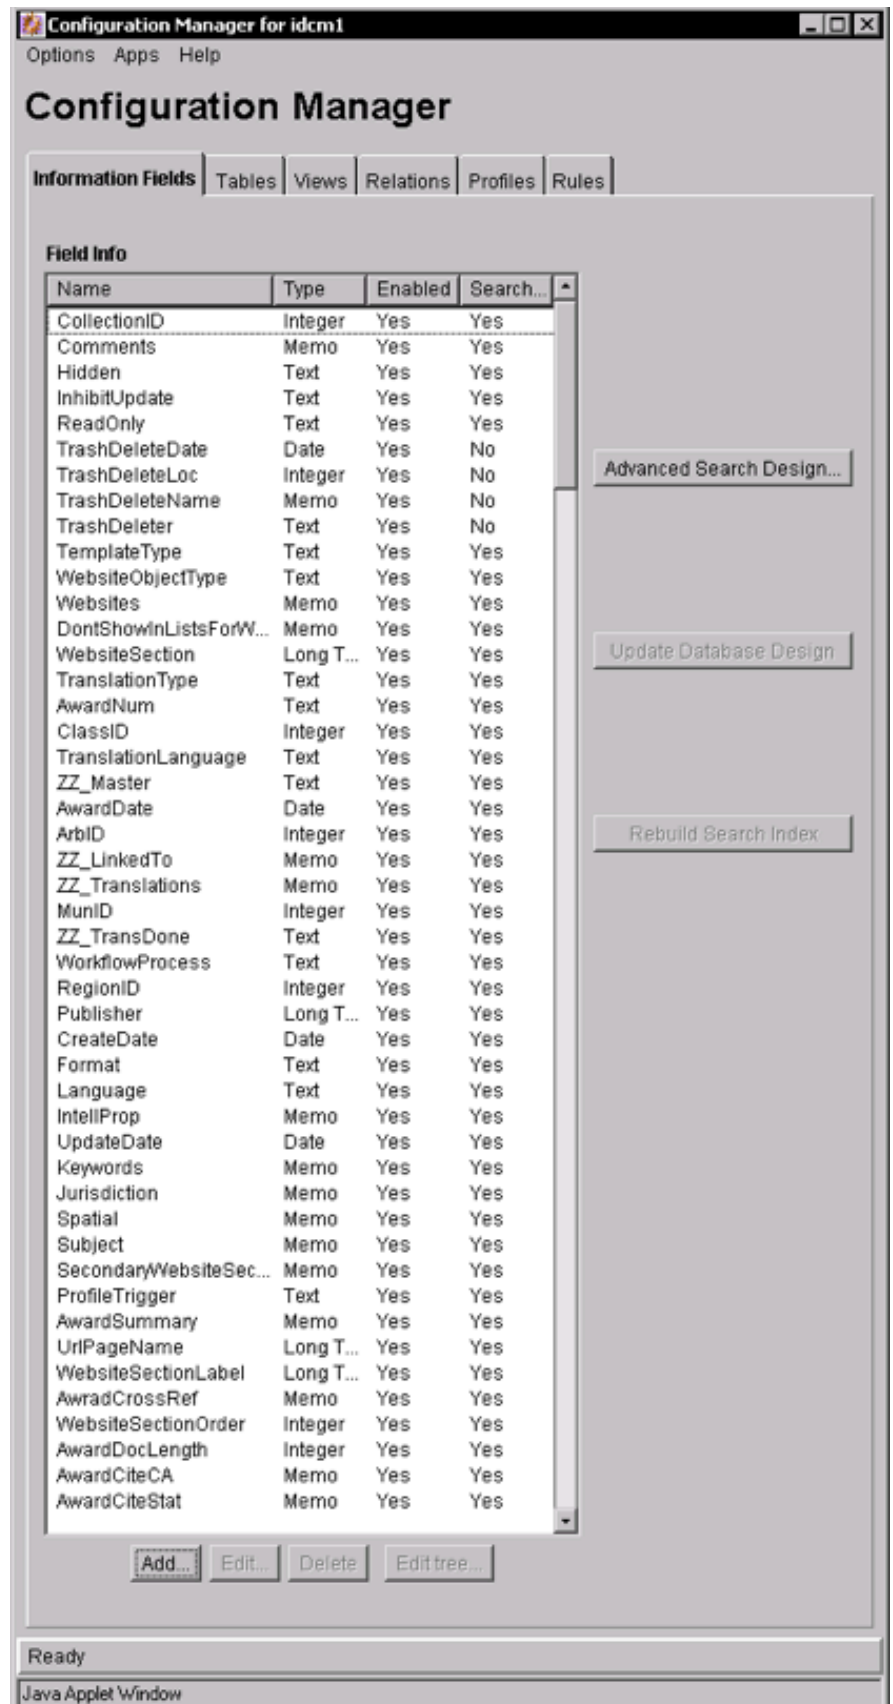 Configuration Manager for idcm1
Options Apps Help
Configuration Manager
Information Fields Tables Views Relations Profiles Rules
Field Info
Name Type Enabled Search...
CollectionID Integer Yes Yes
Comments Memo Yes Yes
Hidden Text Yes Yes
InhibitUpdate Text Yes Yes
ReadOnly Text Yes Yes
TrashDeleteDate Date Yes No
TrashDeleteLoc Integer Yes No
Advanced Search Design...
TrashDeleteName Memo Yes No
TrashDeleter Text Yes No
TemplateType Text Yes Yes
WebsiteObjectType Text Yes Yes
Websites Memo Yes Yes
DontShowInListsForW... Memo Yes Yes
WebsiteSection Long T... Yes Yes
Update Database Design
TranslationType Text Yes Yes
AwardNum Text Yes Yes
ClassID Integer Yes Yes
TranslationLanguage Text Yes Yes
ZZ_Master Text Yes Yes
AwardDate Date Yes Yes
ArbID Integer Yes Yes
Rebuild Search Index
ZZ_LinkedTo Memo Yes Yes
ZZ_Translations Memo Yes Yes
MunID Integer Yes Yes
ZZ_TransDone Text Yes Yes
WorkflowProcess Text Yes Yes
RegionID Integer Yes Yes
Publisher Long T... Yes Yes
CreateDate Date Yes Yes
Format Text Yes Yes
Language Text Yes Yes
IntellProp Memo Yes Yes
UpdateDate Date Yes Yes
Keywords Memo Yes Yes
Jurisdiction Memo Yes Yes
Spatial Memo Yes Yes
Subject Memo Yes Yes
SecondaryWebsiteSec... Memo Yes Yes
ProfileTrigger Text Yes Yes
AwardSummary Memo Yes Yes
UrlPageName Long T... Yes Yes
WebsiteSectionLabel Long T... Yes Yes
AwradCrossRef Memo Yes Yes
WebsiteSectionOrder Integer Yes Yes
AwardDocLength Integer Yes Yes
AwardCiteCA Memo Yes Yes
AwardCiteStat Memo Yes Yes
Add... Edit... Delete Edit tree...
Ready
Java Applet Window